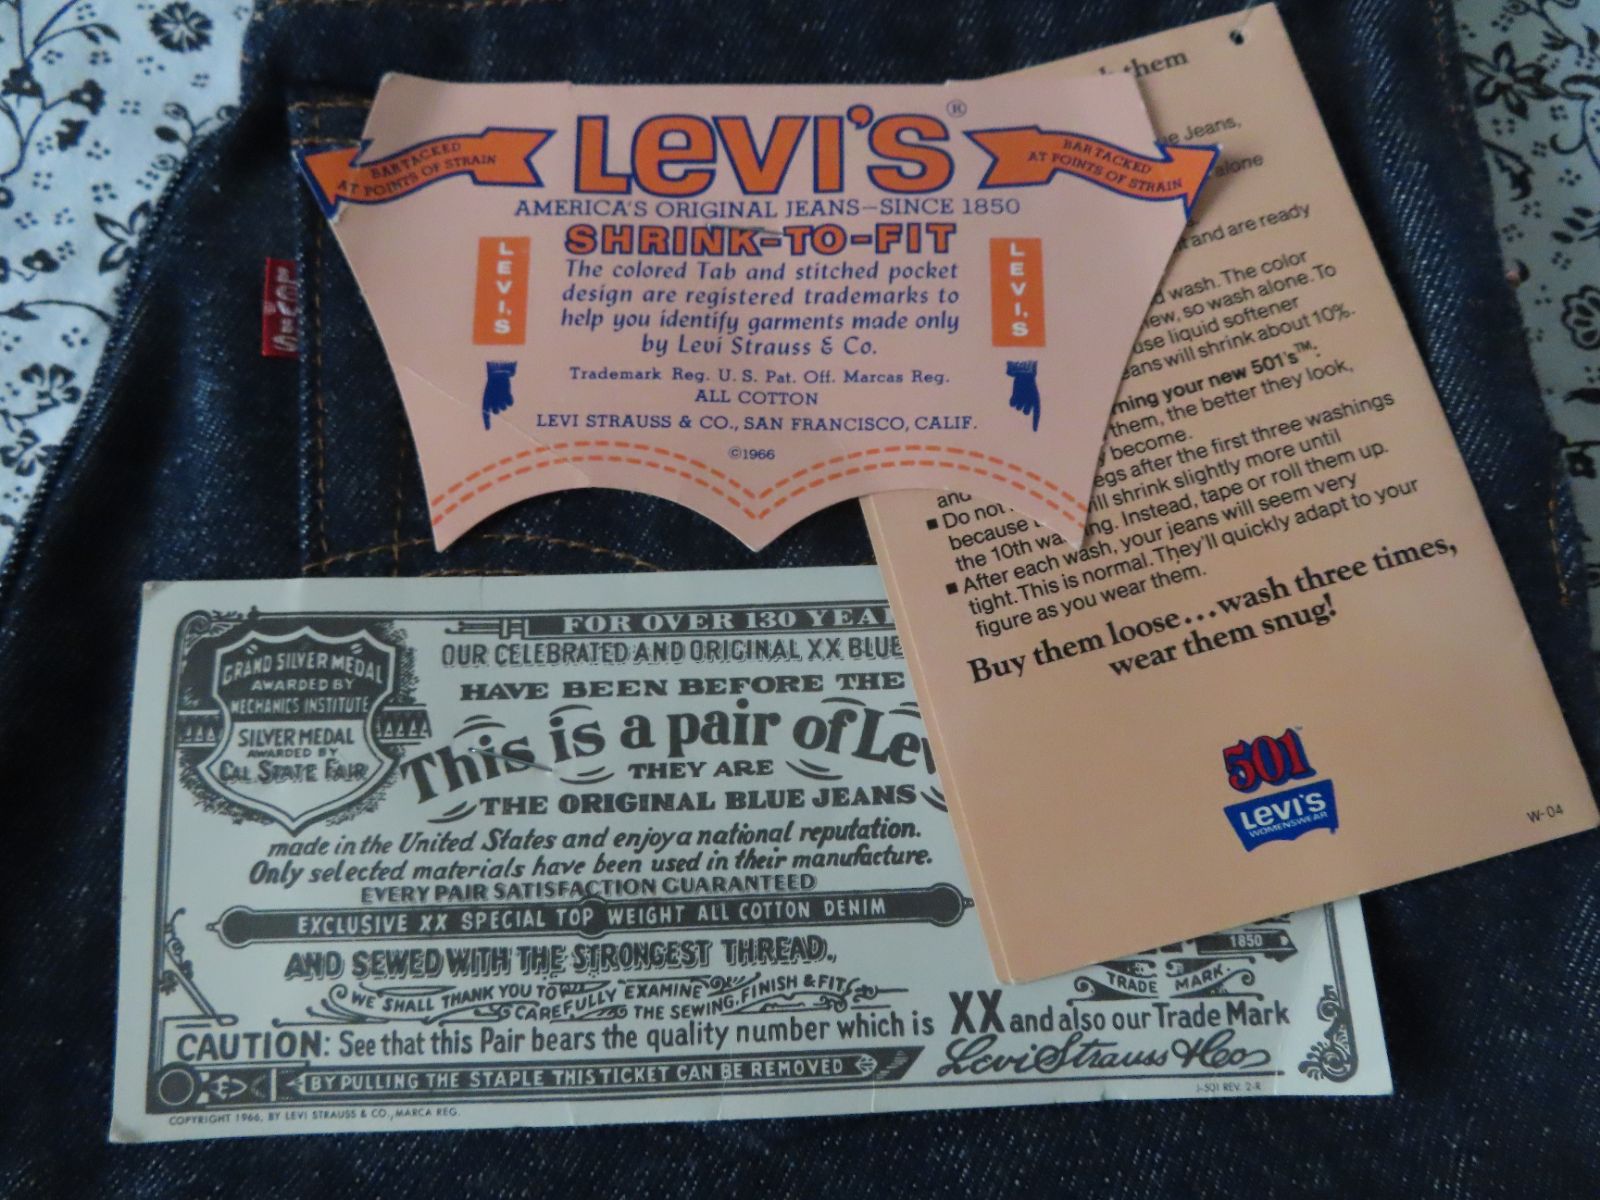 LEVI'S®
BAR TACKED
AT POINTS OF STRAIN
BAR TACKED
AT POINTS OF STRAIN
AMERICA'S ORIGINAL JEANS—SINCE 1850
SHRINK-TO-FIT
LEVI'S
The colored Tab and stitched pocket
design are registered trademarks to
help you identify garments made only
by Levi Strauss & Co.
LEVI'S
Trademark Reg. U. S. Pat. Off. Marcas Reg.
ALL COTTON
LEVI STRAUSS & CO., SAN FRANCISCO, CALIF.
©1966
LEVI'S
them
Jeans,
alone
and are ready
wash. The color
so wash alone. To
use liquid softener
will shrink about 10%.
your new 501's™:
them, the better they look,
become.
after the first three washings
shrink slightly more until
and
■ Do not
Instead, tape or roll them up.
because
the 10th
■ After each wash, your jeans will seem very
tight. This is normal. They'll quickly adapt to your
figure as you wear them.
Buy them loose...wash three times,
wear them snug!
501™
LEVI'S
WOMENSWEAR
W-04
FOR OVER 130
OUR CELEBRATED AND ORIGINAL XX BLUE
HAVE BEEN BEFORE THE
GRAND SILVER MEDAL
AWARDED BY
MECHANICS INSTITUTE
SILVER MEDAL
AWARDED BY
CAL. STATE FAIR
This is a pair of
THEY ARE
THE ORIGINAL BLUE JEANS
made in the United States and enjoy a national reputation.
Only selected materials have been used in their manufacture.
EVERY PAIR SATISFACTION GUARANTEED
EXCLUSIVE XX SPECIAL TOP WEIGHT ALL COTTON DENIM
AND SEWED WITH THE STRONGEST THREAD.,
1850
TRADE MARK.
WE SHALL THANK YOU TO
CAREFULLY EXAMINE
THE SEWING, FINISH & FIT,
CAUTION: See that this Pair bears the quality number which is XX and also our Trade Mark
Levi Strauss & Co
BY PULLING THE STAPLE THIS TICKET CAN BE REMOVED
J-501 REV. 2-R
COPYRIGHT 1966, BY LEVI STRAUSS & CO., MARCA REG.